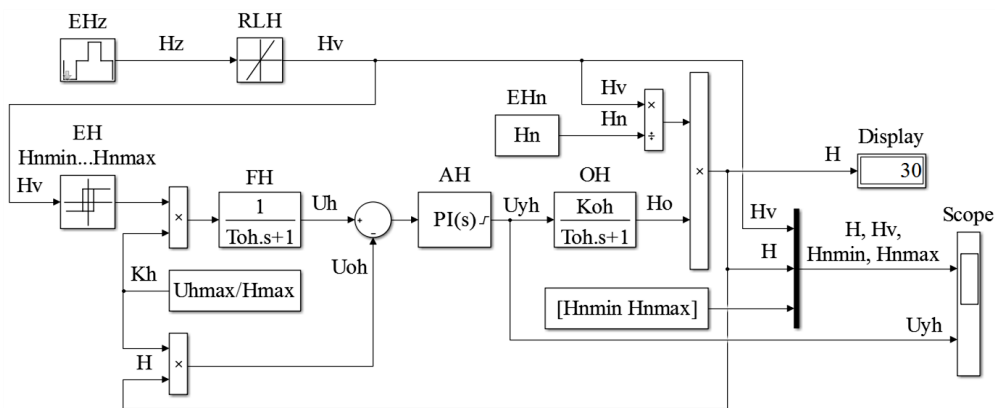 EHz
RLH
Hz
Hv
Hv
EHn
Hn
Hn
×
÷
EH
Hnmin...Hnmax
Hv
×
FH
1
Toh.s+1
Uh
+
-
AH
PI(s)
Uyh
OH
Koh
Toh.s+1
Ho
×
Display
H
30
Hv
Scope
H
H, Hv,
Hnmin, Hnmax
Uoh
Kh
Uhmax/Hmax
[Hnmin Hnmax]
Uyh
H
×